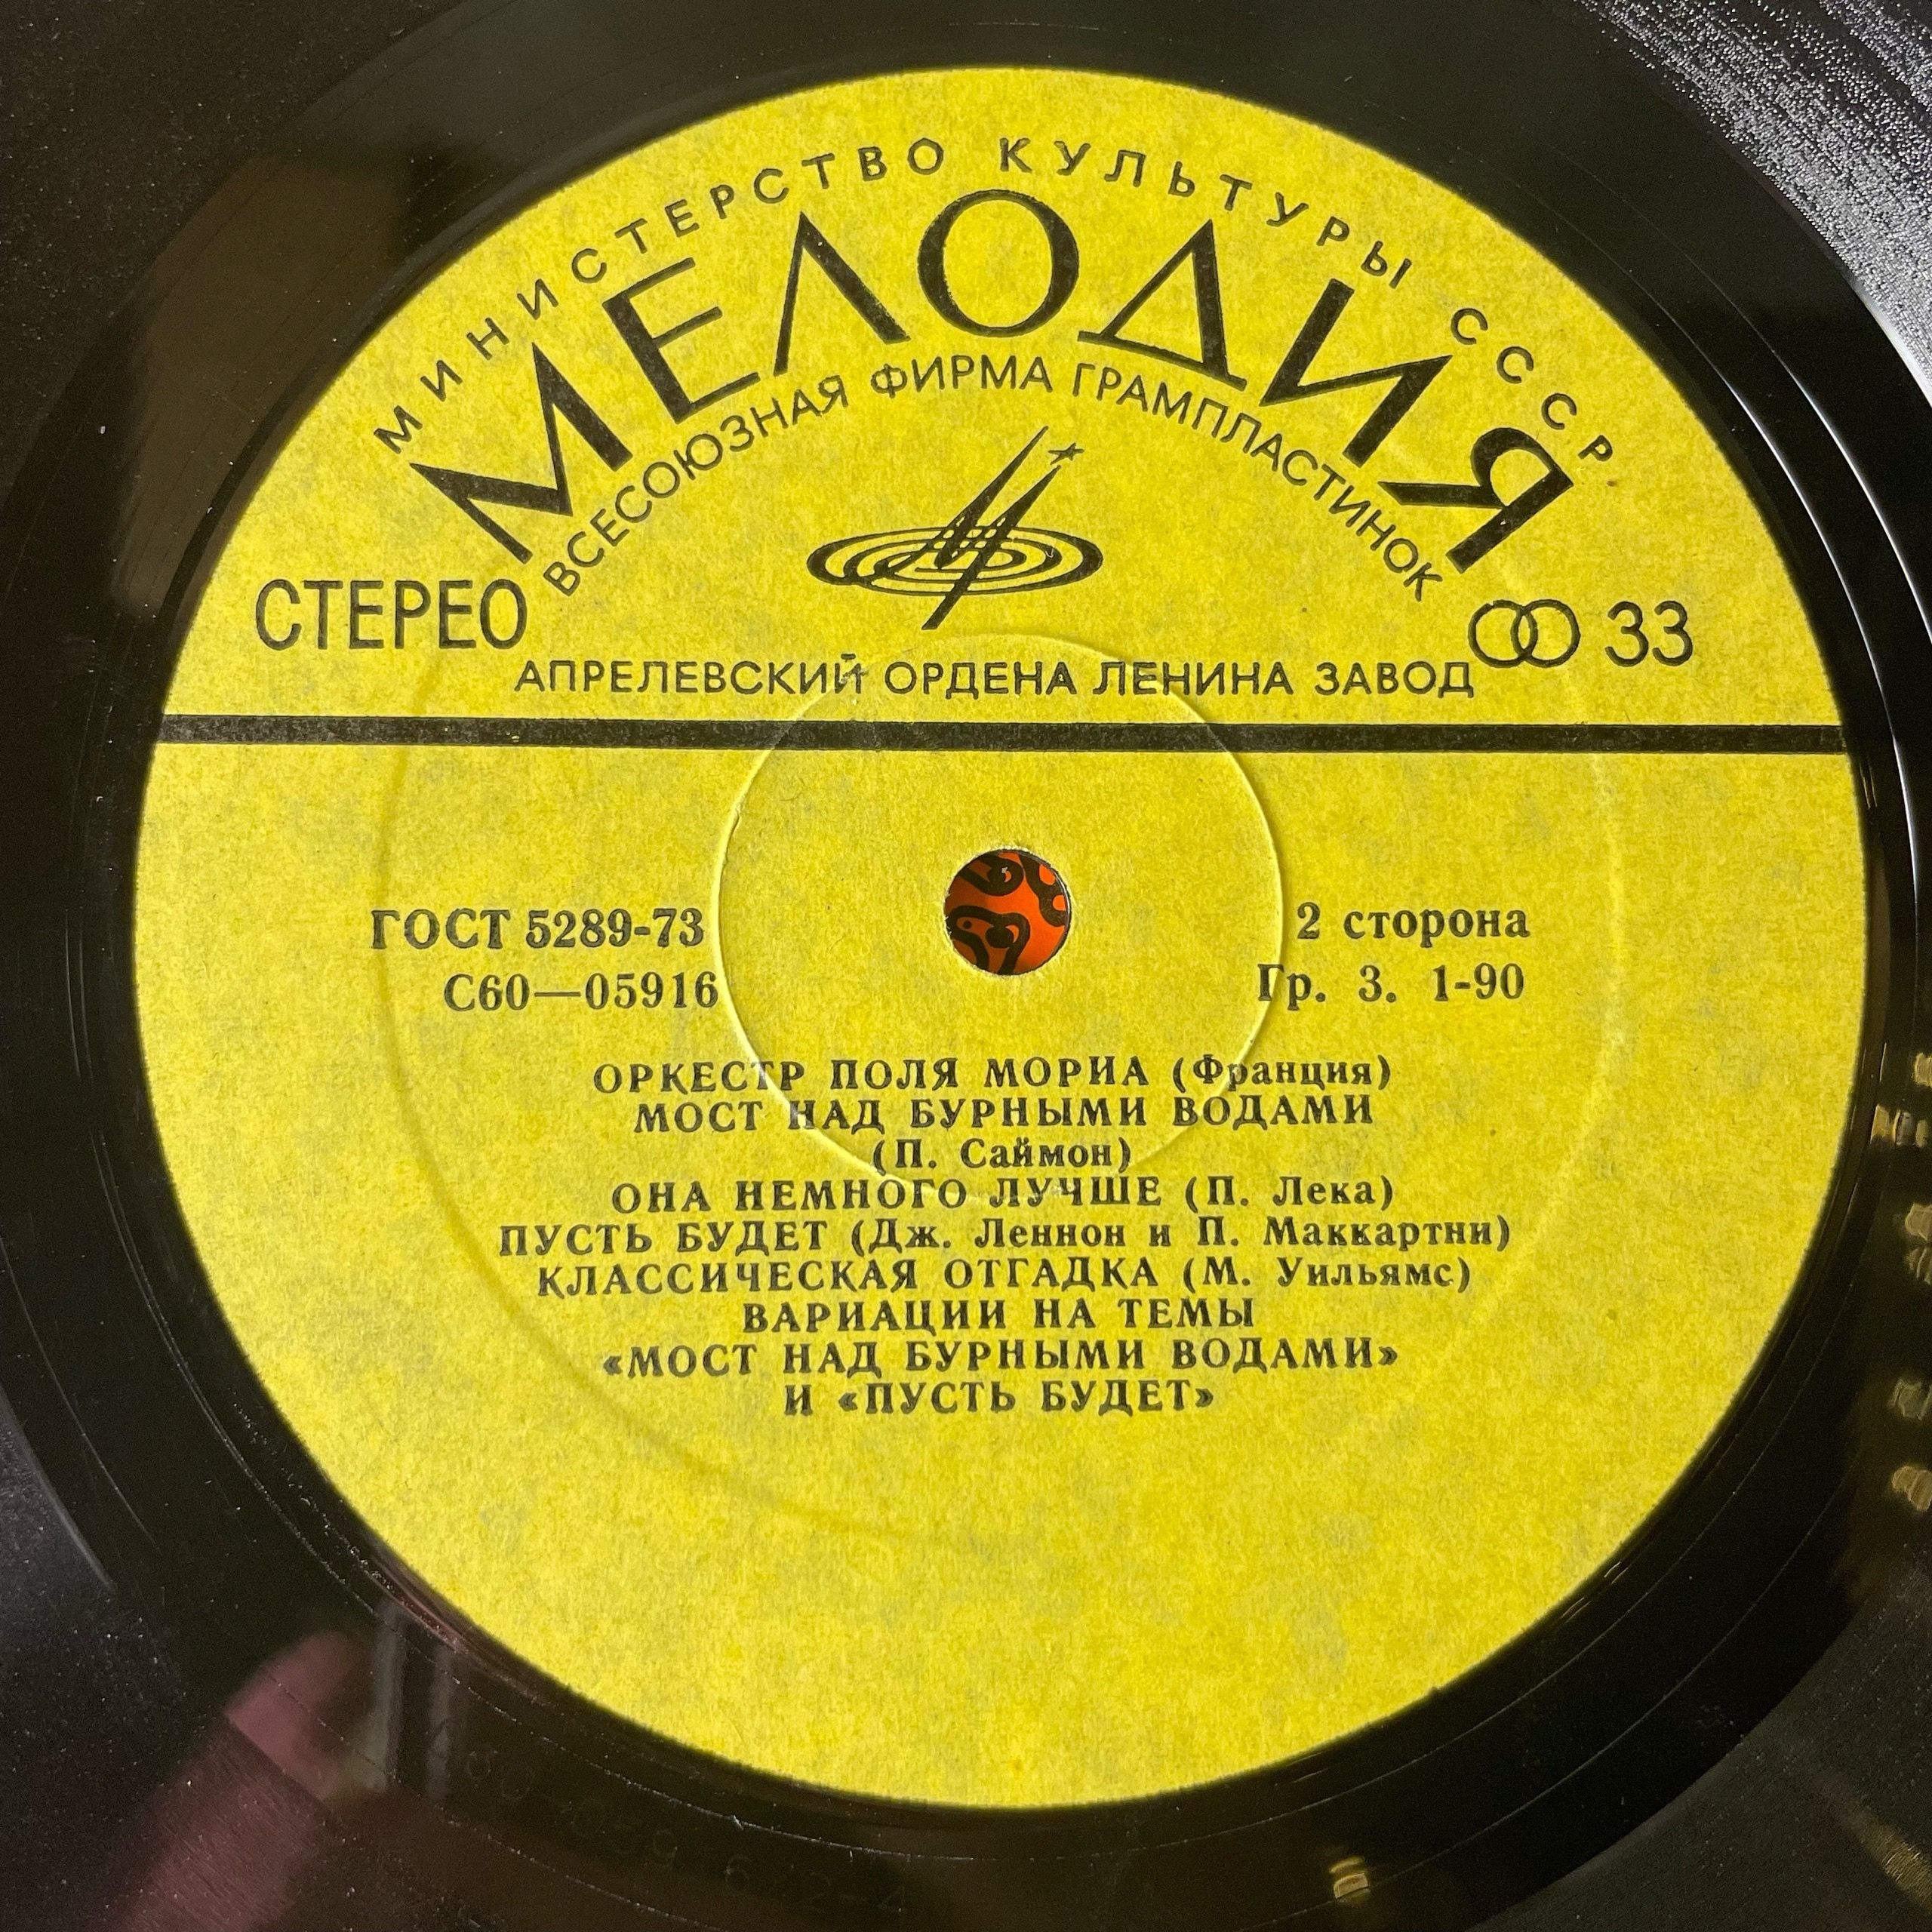 МИНИСТЕРСТВО КУЛЬТУРЫ СССР
МЕЛОДИЯ
ВСЕСОЮЗНАЯ ФИРМА ГРАМПЛАСТИНОК
СТЕРЕО
33
АПРЕЛЕВСКИЙ ОРДЕНА ЛЕНИНА ЗАВОД
ГОСТ 5289-73
2 сторона
С60—05916
Гр. 3. 1-90
ОРКЕСТР ПОЛЯ МОРИА (Франция)
МОСТ НАД БУРНЫМИ ВОДАМИ
(П. Саймон)
ОНА НЕМНОГО ЛУЧШЕ (П. Лека)
ПУСТЬ БУДЕТ (Дж. Леннон и П. Маккартни)
КЛАССИЧЕСКАЯ ОТГАДКА (М. Уильямс)
ВАРИАЦИИ НА ТЕМЫ
«МОСТ НАД БУРНЫМИ ВОДАМИ»
И «ПУСТЬ БУДЕТ»